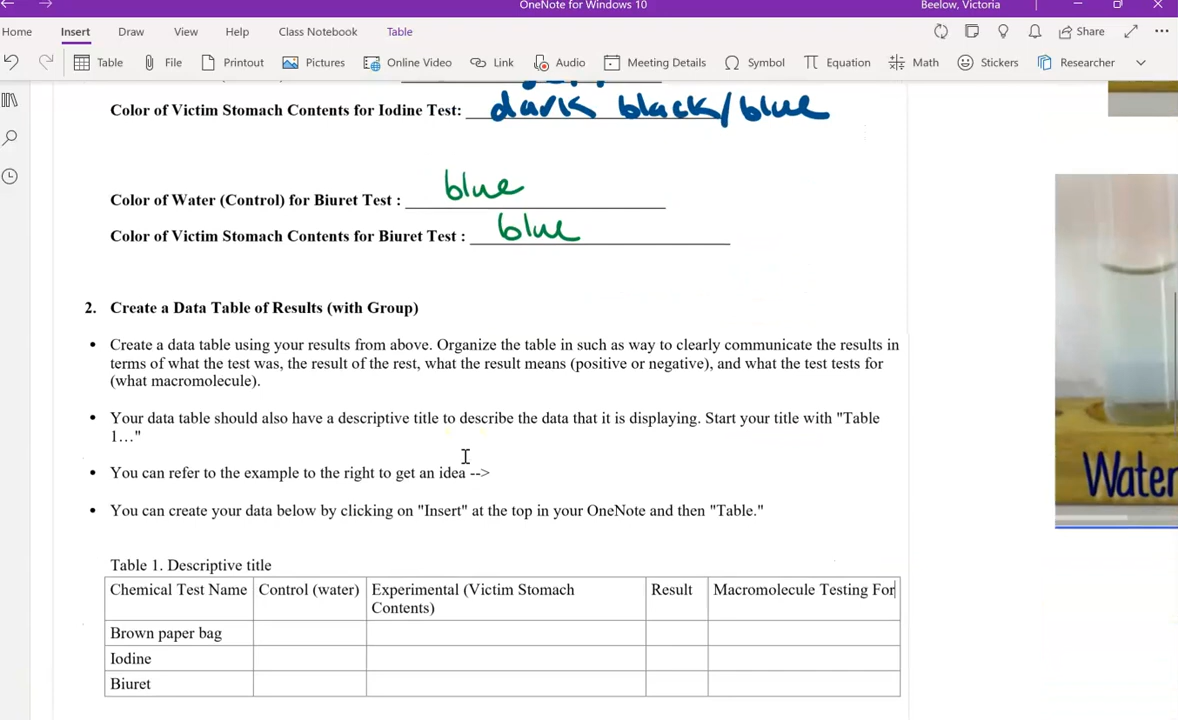 OneNote for Windows 10
Beelow, Victoria
Home Insert Draw View Help Class Notebook Table
Share
Table File Printout Pictures Online Video Link Audio Meeting Details Symbol Equation Math Stickers Researcher
Color of Victim Stomach Contents for Iodine Test: dark black/blue
Color of Water (Control) for Biuret Test : blue
Color of Victim Stomach Contents for Biuret Test : blue
2. Create a Data Table of Results (with Group)
• Create a data table using your results from above. Organize the table in such as way to clearly communicate the results in
terms of what the test was, the result of the rest, what the result means (positive or negative), and what the test tests for
(what macromolecule).
• Your data table should also have a descriptive title to describe the data that it is displaying. Start your title with "Table
1…"
• You can refer to the example to the right to get an idea -->
• You can create your data below by clicking on "Insert" at the top in your OneNote and then "Table."
Table 1. Descriptive title
Chemical Test Name Control (water) Experimental (Victim Stomach Result Macromolecule Testing For
Contents)
Brown paper bag
Iodine
Biuret
Water